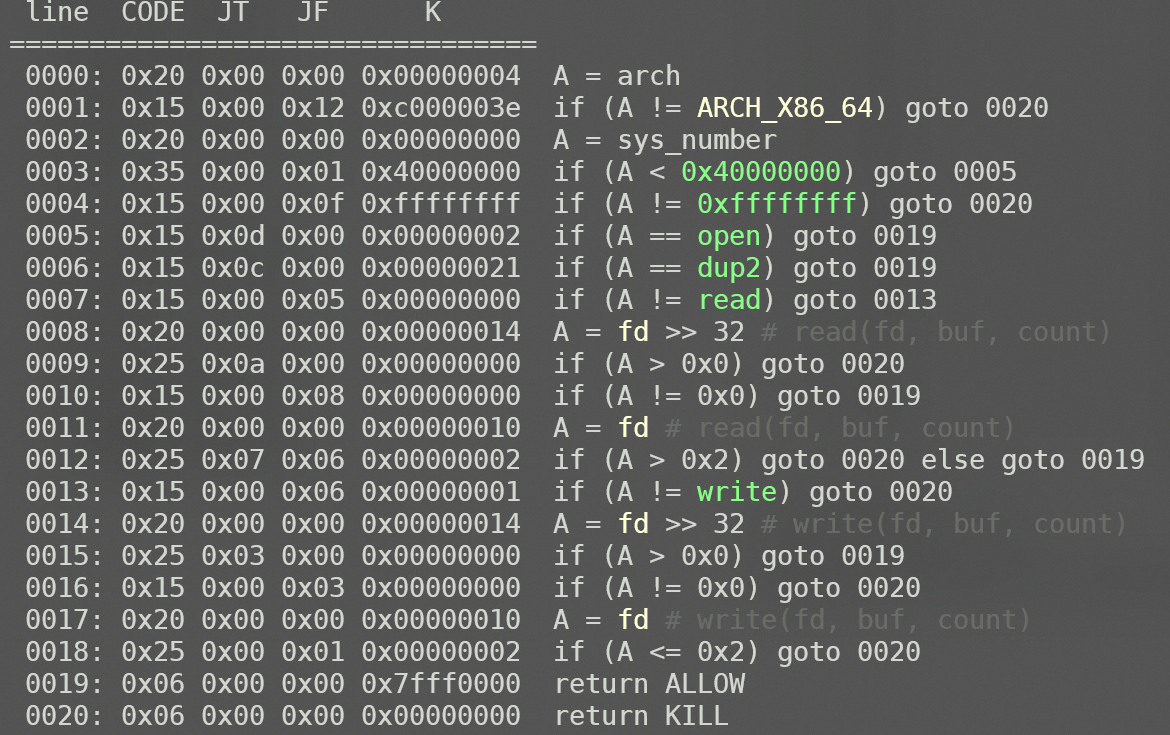 line CODE JT JF K
=================================
0000: 0x20 0x00 0x00 0x00000004 A = arch
0001: 0x15 0x00 0x12 0xc000003e if (A != ARCH_X86_64) goto 0020
0002: 0x20 0x00 0x00 0x00000000 A = sys_number
0003: 0x35 0x00 0x01 0x40000000 if (A < 0x40000000) goto 0005
0004: 0x15 0x00 0x0f 0xffffffff if (A != 0xffffffff) goto 0020
0005: 0x15 0x0d 0x00 0x00000002 if (A == open) goto 0019
0006: 0x15 0x0c 0x00 0x00000021 if (A == dup2) goto 0019
0007: 0x15 0x00 0x05 0x00000000 if (A != read) goto 0013
0008: 0x20 0x00 0x00 0x00000014 A = fd >> 32 # read(fd, buf, count)
0009: 0x25 0x0a 0x00 0x00000000 if (A > 0x0) goto 0020
0010: 0x15 0x00 0x08 0x00000000 if (A != 0x0) goto 0019
0011: 0x20 0x00 0x00 0x00000010 A = fd # read(fd, buf, count)
0012: 0x25 0x07 0x06 0x00000002 if (A > 0x2) goto 0020 else goto 0019
0013: 0x15 0x00 0x06 0x00000001 if (A != write) goto 0020
0014: 0x20 0x00 0x00 0x00000014 A = fd >> 32 # write(fd, buf, count)
0015: 0x25 0x03 0x00 0x00000000 if (A > 0x0) goto 0019
0016: 0x15 0x00 0x03 0x00000000 if (A != 0x0) goto 0020
0017: 0x20 0x00 0x00 0x00000010 A = fd # write(fd, buf, count)
0018: 0x25 0x00 0x01 0x00000002 if (A <= 0x2) goto 0020
0019: 0x06 0x00 0x00 0x7fff0000 return ALLOW
0020: 0x06 0x00 0x00 0x00000000 return KILL